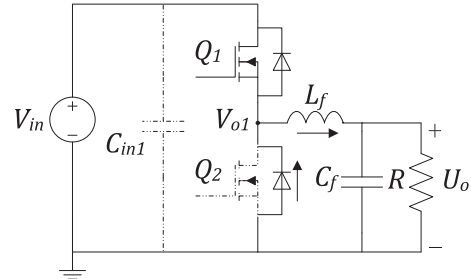 Q1
Vin
+
−
Cin1
Vo1
Lf
Q2
Cf
R
+
Uo
−